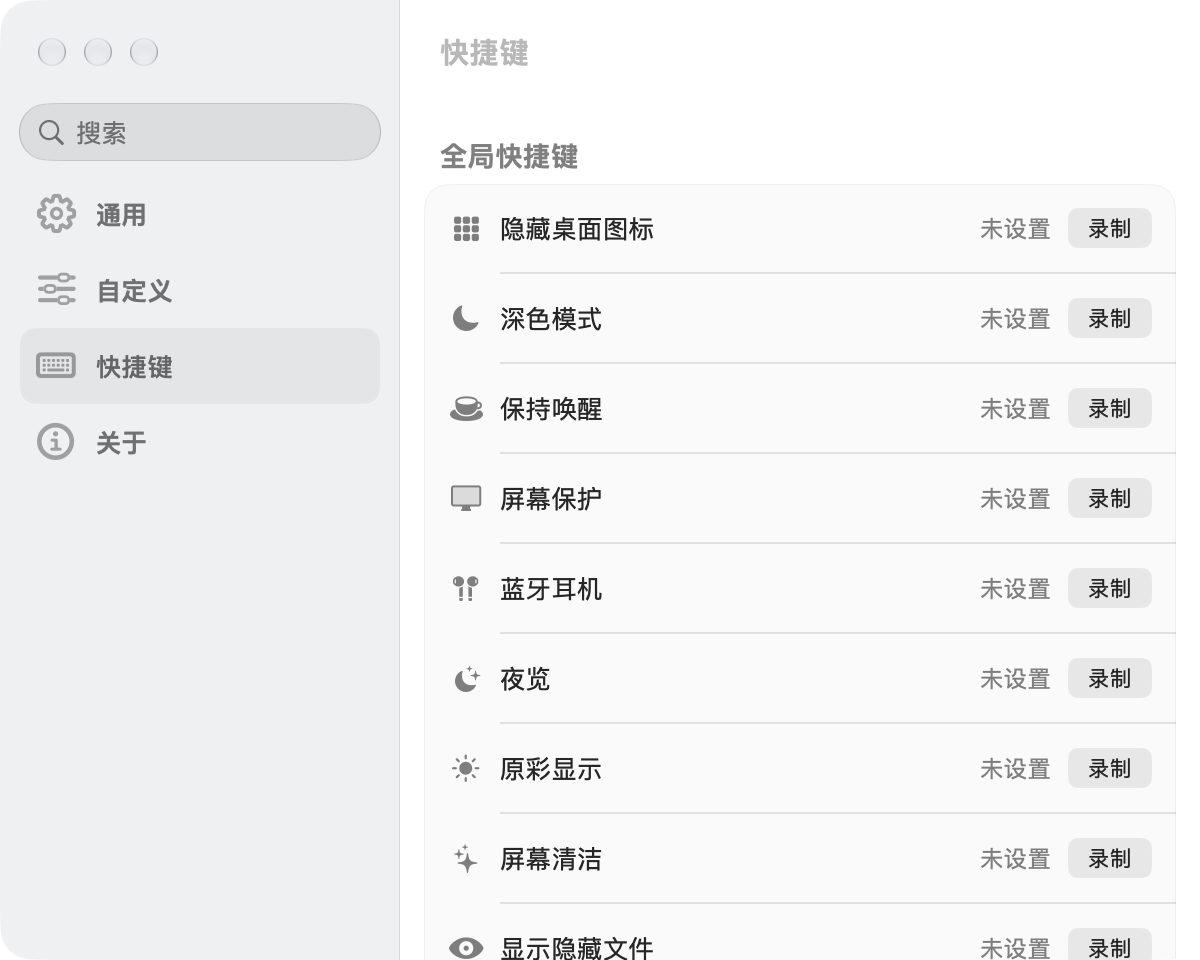 快捷键
搜索
通用
自定义
快捷键
关于
全局快捷键
隐藏桌面图标 未设置 录制
深色模式 未设置 录制
保持唤醒 未设置 录制
屏幕保护 未设置 录制
蓝牙耳机 未设置 录制
夜览 未设置 录制
原彩显示 未设置 录制
屏幕清洁 未设置 录制
显示隐藏文件 未设置 录制